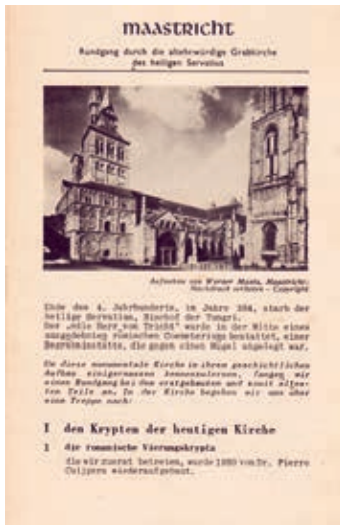 MAASTRICHT
Rundgang durch die altehrwürdige Grabkirche
des heiligen Servatius
Aufnahme von Werner Mantz, Maastricht.
Nachdruck verboten - Copyright
Ende des 4. Jahrhunderts, im Jahre 384, starb der
heilige Servatius, Bischof der Tongri.
Der „edle Herr von Tricht" wurde in der Mitte eines
ausgedehnten römischen Coemeteriums bestattet, einer
Begräbnisstätte, die gegen einen Hügel angelegt war.
Um diese monumentale Kirche in ihrem geschichtlichen
Aufbau einigermassen kennenzulernen, fangen wir
einen Rundgang bei den erstgebauten und somit ältes-
ten Teile an. In der Kirche begeben wir uns über
eine Treppe nach:
I den Krypten der heutigen Kirche
1 die romanische Vierungskrypta
die wir zuerst betreten, wurde 1880 von Dr. Pierre
Cuijpers wiederaufgebaut.